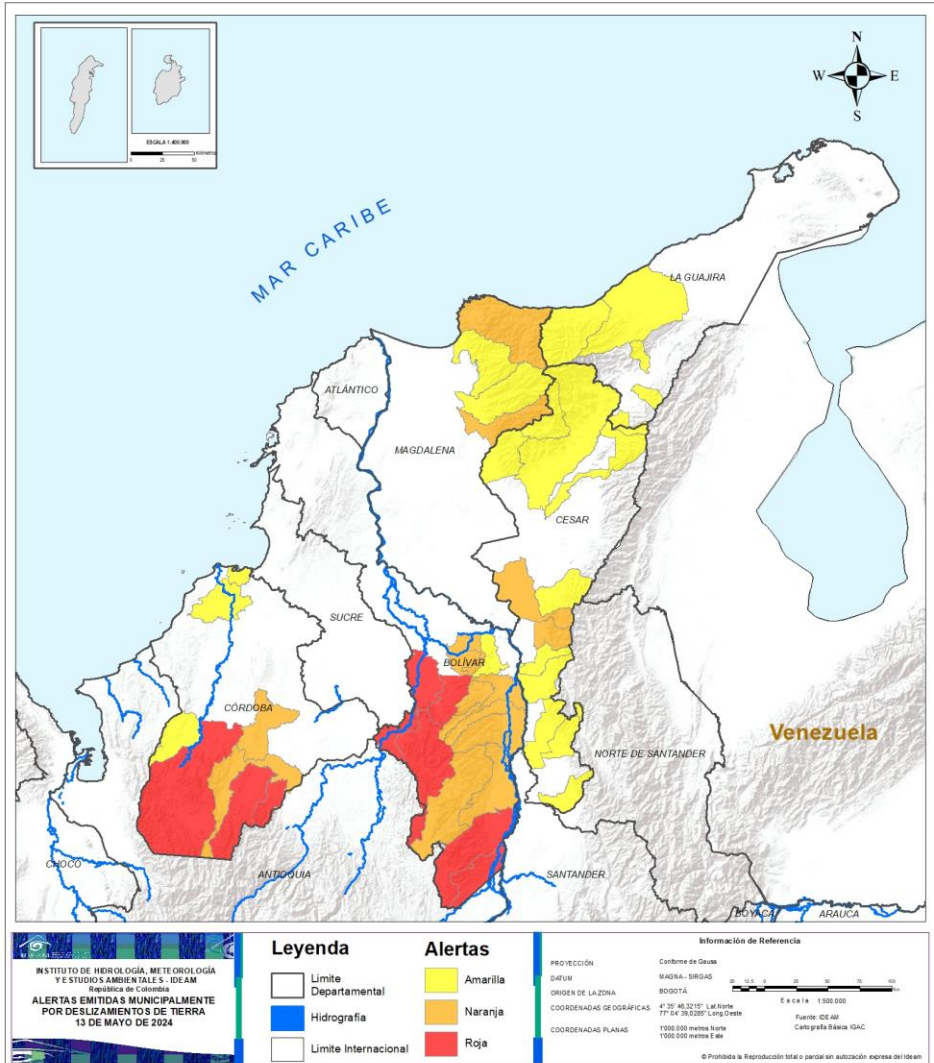 ESCALA 1:400.000
N
W
E
S
MAR CARIBE
LA GUAJIRA
ATLÁNTICO
MAGDALENA
CESAR
SUCRE
BOLÍVAR
CÓRDOBA
NORTE DE SANTANDER
Venezuela
CHOCO
ANTIOQUIA
SANTANDER
BOYACÁ
ARAUCA
INSTITUTO DE HIDROLOGÍA, METEOROLOGÍA
Y ESTUDIOS AMBIENTALES - IDEAM
República de Colombia
ALERTAS EMITIDAS MUNICIPALMENTE
POR DESLIZAMIENTOS DE TIERRA
13 DE MAYO DE 2024
Leyenda
Limite
Departamental
Hidrografía
Limite Internacional
Alertas
Amarilla
Naranja
Roja
Información de Referencia
PROYECCIÓN Conforme de Gauss
DATUM MAGNA - SIRGAS
ORIGEN DE LA ZONA BOGOTÁ
COORDENADAS GEOGRÁFICAS 4° 35' 46,3215" Lat.Norte
77° 04' 39,0285" Long.Oeste
COORDENADAS PLANAS 1'000.000 metros Norte
1'000.000 metros Este
Escala 1:500.000
Fuente: IDEAM
Cartografía Básica IGAC
© Prohibida la Reproducción total o parcial sin autorización expresa del Ideam